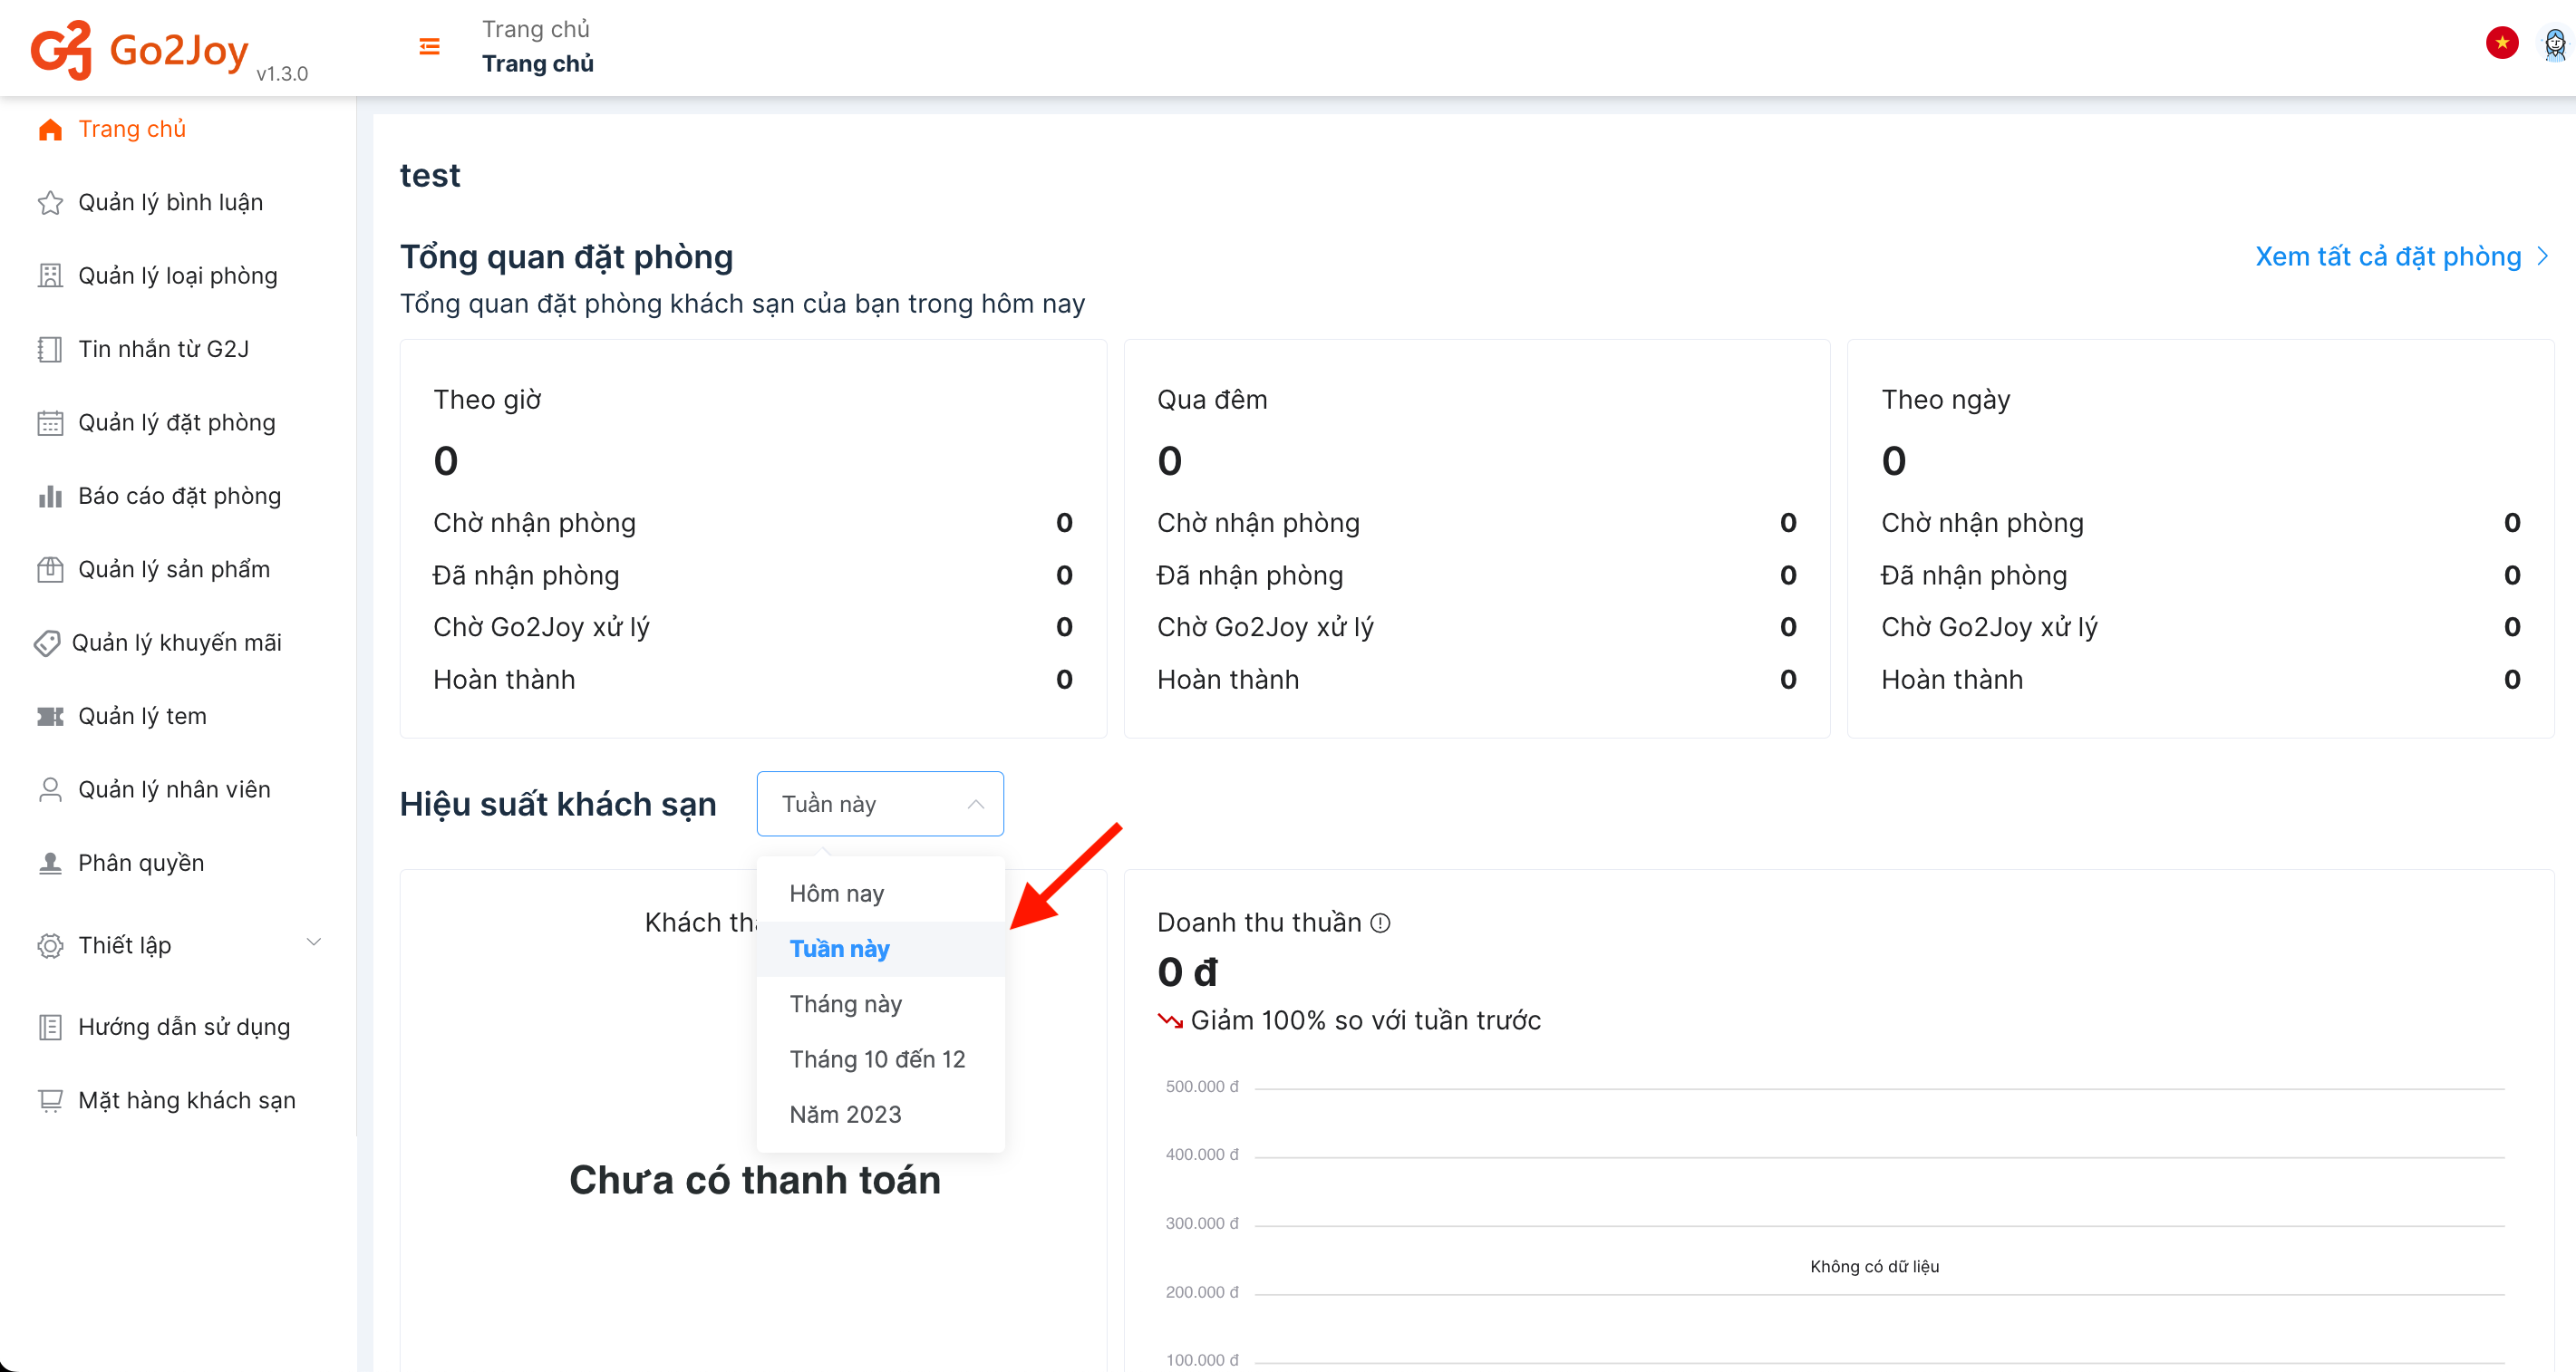 Go2Joy v1.3.0
Trang chủ
Trang chủ
Trang chủ
Quản lý bình luận
Quản lý loại phòng
Tin nhắn từ G2J
Quản lý đặt phòng
Báo cáo đặt phòng
Quản lý sản phẩm
Quản lý khuyến mãi
Quản lý tem
Quản lý nhân viên
Phân quyền
Thiết lập
Hướng dẫn sử dụng
Mặt hàng khách sạn
test
Tổng quan đặt phòng
Xem tất cả đặt phòng
Tổng quan đặt phòng khách sạn của bạn trong hôm nay
Theo giờ
0
Chờ nhận phòng 0
Đã nhận phòng 0
Chờ Go2Joy xử lý 0
Hoàn thành 0
Qua đêm
0
Chờ nhận phòng 0
Đã nhận phòng 0
Chờ Go2Joy xử lý 0
Hoàn thành 0
Theo ngày
0
Chờ nhận phòng 0
Đã nhận phòng 0
Chờ Go2Joy xử lý 0
Hoàn thành 0
Hiệu suất khách sạn
Tuần này
Hôm nay
Tuần này
Tháng này
Tháng 10 đến 12
Năm 2023
Khách
Chưa có thanh toán
Doanh thu thuần
0 đ
Giảm 100% so với tuần trước
500.000 đ
400.000 đ
300.000 đ
Không có dữ liệu
200.000 đ
100.000 đ